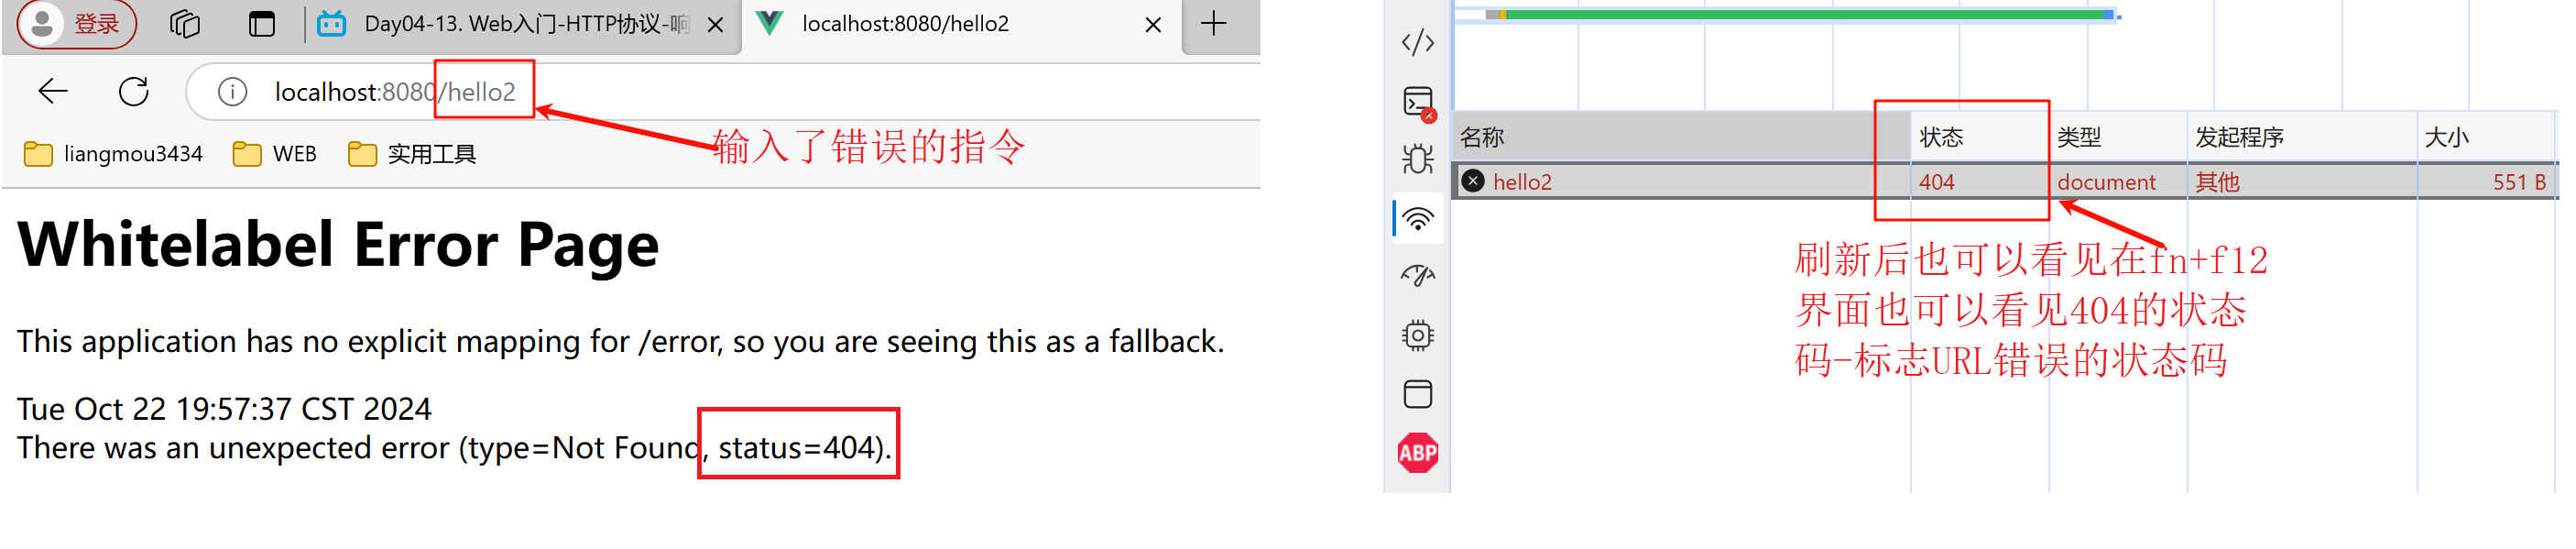 登录
Day04-13. Web入门-HTTP协议-响
localhost:8080/hello2
localhost:8080/hello2
输入了错误的指令
liangmou3434
WEB
实用工具
Whitelabel Error Page
This application has no explicit mapping for /error, so you are seeing this as a fallback.
Tue Oct 22 19:57:37 CST 2024
There was an unexpected error (type=Not Found, status=404).
名称 状态 类型 发起程序 大小
hello2 404 document 其他 551 B
刷新后也可以看见在fn+f12
界面也可以看见404的状态
码-标志URL错误的状态码
ABP